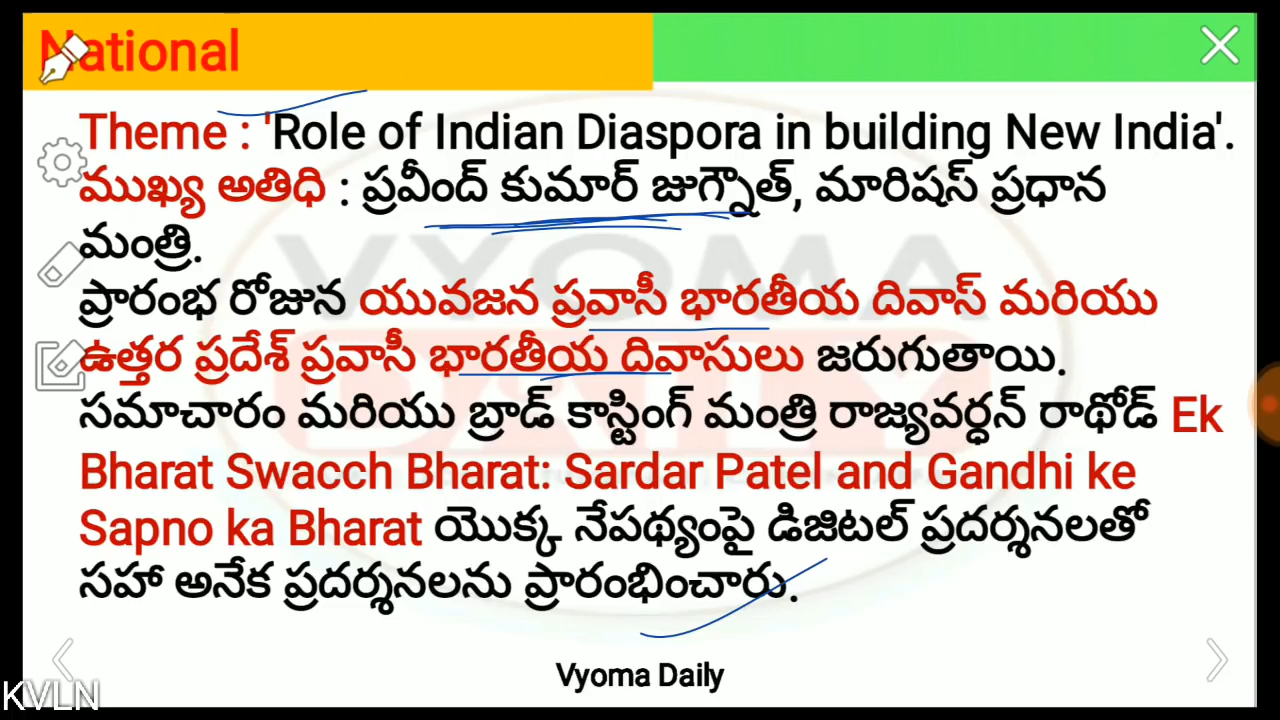 National
Theme : 'Role of Indian Diaspora in building New India'.
ముఖ్య అతిధి : ప్రవీంద్ కుమార్ జుగ్నౌత్, మారిషస్ ప్రధాన
మంత్రి.
ప్రారంభ రోజున యువజన ప్రవాసీ భారతీయ దివాస్ మరియు
ఉత్తర ప్రదేశ్ ప్రవాసీ భారతీయ దివాసులు జరుగుతాయి.
సమాచారం మరియు బ్రాడ్ కాస్టింగ్ మంత్రి రాజ్యవర్ధన్ రాథోడ్ Ek
Bharat Swacch Bharat: Sardar Patel and Gandhi ke
Sapno ka Bharat యొక్క నేపథ్యంపై డిజిటల్ ప్రదర్శనలతో
సహా అనేక ప్రదర్శనలను ప్రారంభించారు.
VYOMA
DAILY
Vyoma Daily
KVLN